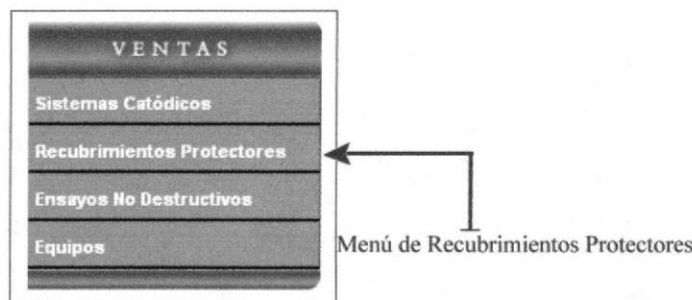 VENTAS
Sistemas Catódicos
Recubrimientos Protectores
Ensayos No Destructivos
Equipos
Menú de Recubrimientos Protectores